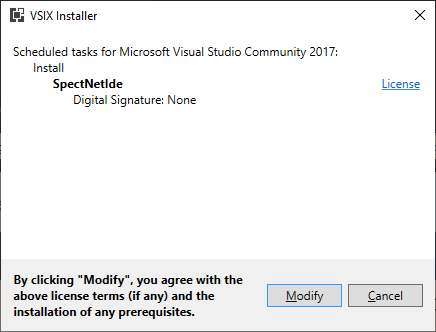 VSIX Installer
Scheduled tasks for Microsoft Visual Studio Community 2017:
Install
SpectNetIde License
Digital Signature: None
By clicking "Modify", you agree with the
above license terms (if any) and the
installation of any prerequisites.
Modify Cancel